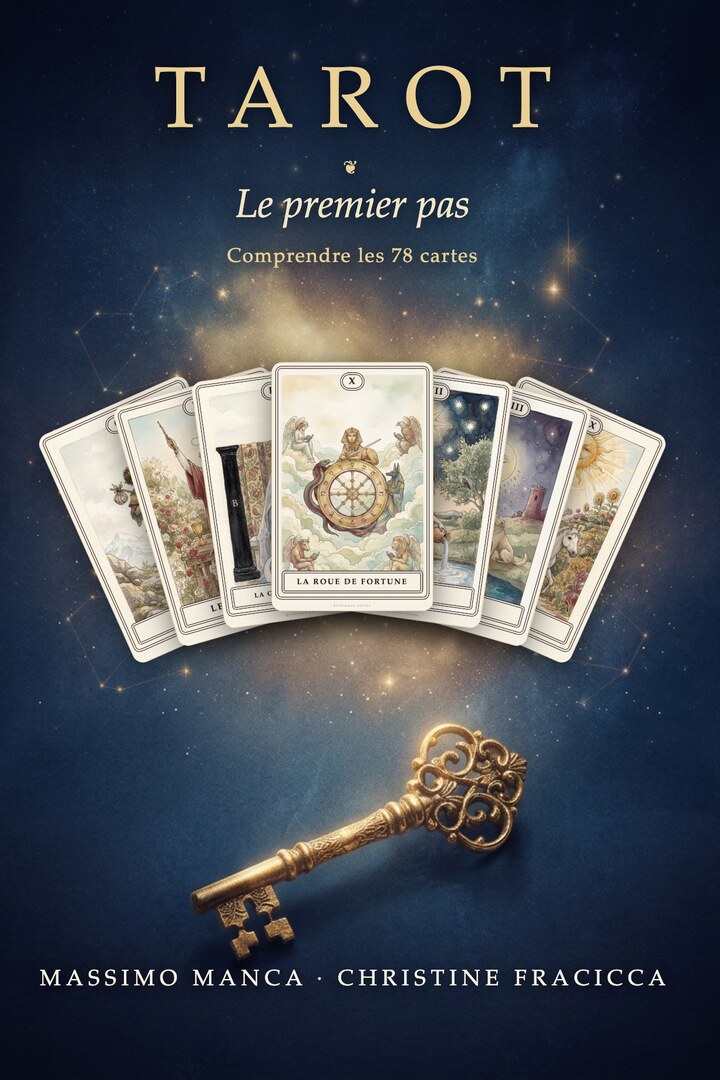 TAROT
Le premier pas
Comprendre les 78 cartes
X
B
LA ROUE DE FORTUNE
MASSIMO MANCA · CHRISTINE FRACICCA